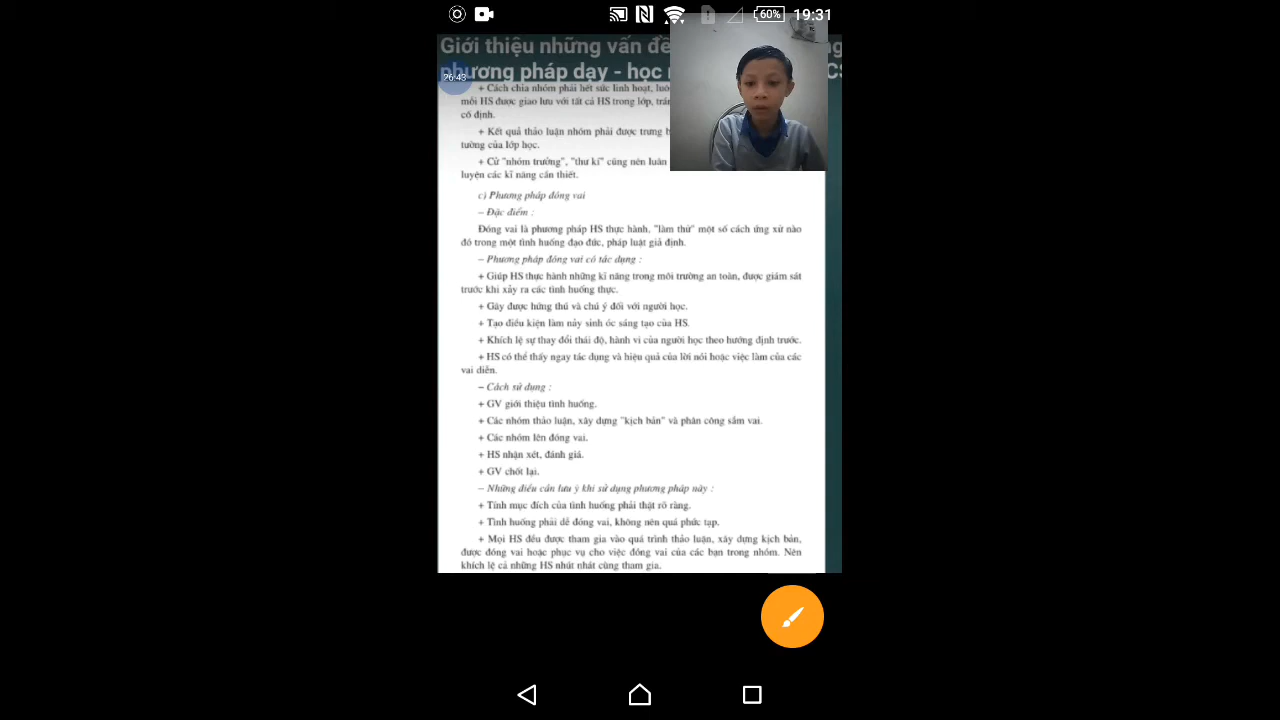 60%
19:31
Giới thiệu những vấn đề
ng
phương pháp dạy - học
CS
26:43
+ Cách chia nhóm phải hết sức linh hoạt, luô
mỗi HS được giao lưu với tất cả HS trong lớp, trán
cố định.
+ Kết quả thảo luận nhóm phải được trưng b
tường của lớp học.
+ Cử "nhóm trưởng", "thư kí" cũng nên luân
luyện các kĩ năng cần thiết.
c) Phương pháp đóng vai
– Đặc điểm :
Đóng vai là phương pháp HS thực hành, "làm thử" một số cách ứng xử nào
đó trong một tình huống đạo đức, pháp luật giả định.
– Phương pháp đóng vai có tác dụng :
+ Giúp HS thực hành những kĩ năng trong môi trường an toàn, được giám sát
trước khi xảy ra các tình huống thực.
+ Gây được hứng thú và chú ý đối với người học.
+ Tạo điều kiện làm nảy sinh óc sáng tạo của HS.
+ Khích lệ sự thay đổi thái độ, hành vi của người học theo hướng định trước.
+ HS có thể thấy ngay tác dụng và hiệu quả của lời nói hoặc việc làm của các
vai diễn.
– Cách sử dụng :
+ GV giới thiệu tình huống.
+ Các nhóm thảo luận, xây dựng "kịch bản" và phân công sắm vai.
+ Các nhóm lên đóng vai.
+ HS nhận xét, đánh giá.
+ GV chốt lại.
– Những điều cần lưu ý khi sử dụng phương pháp này :
+ Tính mục đích của tình huống phải thật rõ ràng.
+ Tình huống phải dễ đóng vai, không nên quá phức tạp.
+ Mọi HS đều được tham gia vào quá trình thảo luận, xây dựng kịch bản,
được đóng vai hoặc phục vụ cho việc đóng vai của các bạn trong nhóm. Nên
khích lệ cả những HS nhút nhát cùng tham gia.